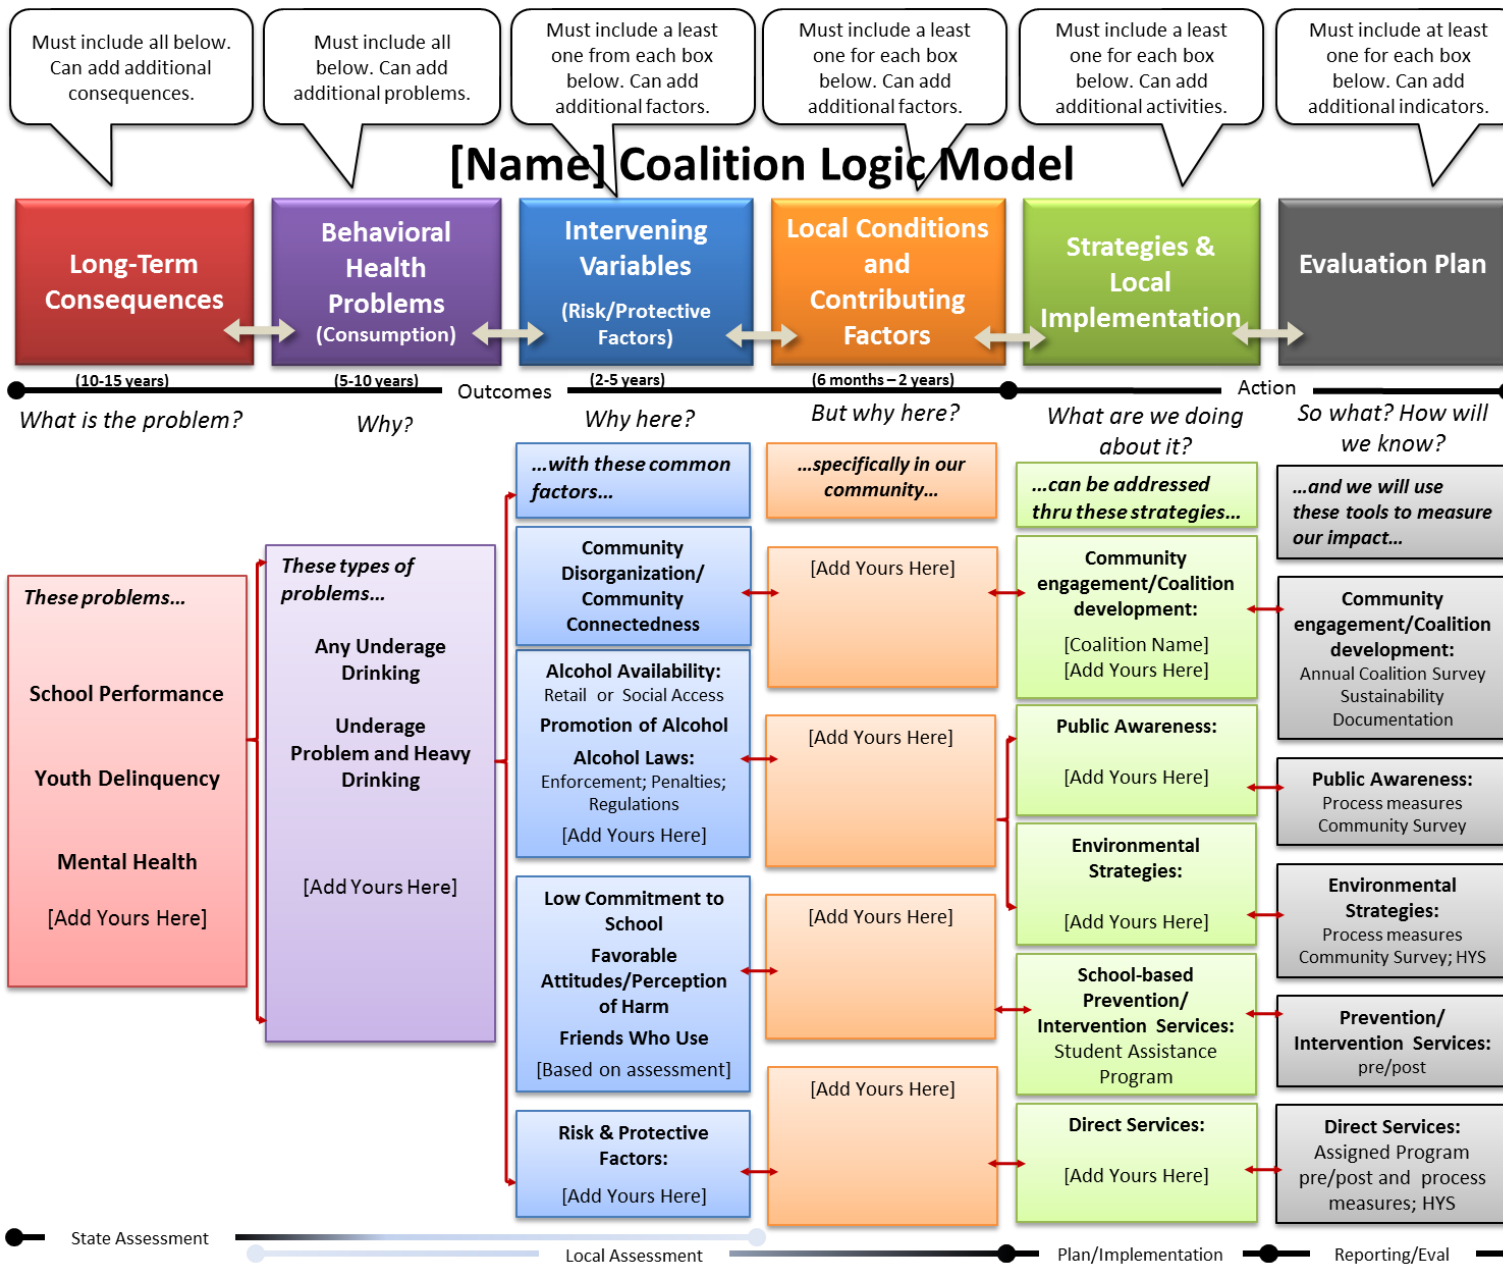 Must include all below.
Can add additional
consequences.
Must include all
below. Can add
additional problems.
Must include a least
one from each box
below. Can add
additional factors.
Must include a least
one for each box
below. Can add
additional factors.
Must include a least
one for each box
below. Can add
additional activities.
Must include at least
one for each box
below. Can add
additional indicators.
[Name] Coalition Logic Model
Long-Term
Consequences
Behavioral
Health
Problems
(Consumption)
Intervening
Variables
(Risk/Protective
Factors)
Local Conditions
and
Contributing
Factors
Strategies &
Local
Implementation
Evaluation Plan
(10-15 years)
(5-10 years)
(2-5 years)
(6 months – 2 years)
Outcomes
Action
What is the problem?
Why?
Why here?
But why here?
What are we doing
about it?
So what? How will
we know?
These problems...
School Performance
Youth Delinquency
Mental Health
[Add Yours Here]
These types of
problems...
Any Underage
Drinking
Underage
Problem and Heavy
Drinking
[Add Yours Here]
...with these common
factors...
Community
Disorganization/
Community
Connectedness
Alcohol Availability:
Retail or Social Access
Promotion of Alcohol
Alcohol Laws:
Enforcement; Penalties;
Regulations
[Add Yours Here]
Low Commitment to
School
Favorable
Attitudes/Perception
of Harm
Friends Who Use
[Based on assessment]
Risk & Protective
Factors:
[Add Yours Here]
...specifically in our
community...
[Add Yours Here]
[Add Yours Here]
[Add Yours Here]
[Add Yours Here]
...can be addressed
thru these strategies...
Community
engagement/Coalition
development:
[Coalition Name]
[Add Yours Here]
Public Awareness:
[Add Yours Here]
Environmental
Strategies:
[Add Yours Here]
School-based
Prevention/
Intervention Services:
Student Assistance
Program
Direct Services:
[Add Yours Here]
...and we will use
these tools to measure
our impact...
Community
engagement/Coalition
development:
Annual Coalition Survey
Sustainability
Documentation
Public Awareness:
Process measures
Community Survey
Environmental
Strategies:
Process measures
Community Survey; HYS
Prevention/
Intervention Services:
pre/post
Direct Services:
Assigned Program
pre/post and process
measures; HYS
State Assessment
Local Assessment
Plan/Implementation
Reporting/Eval